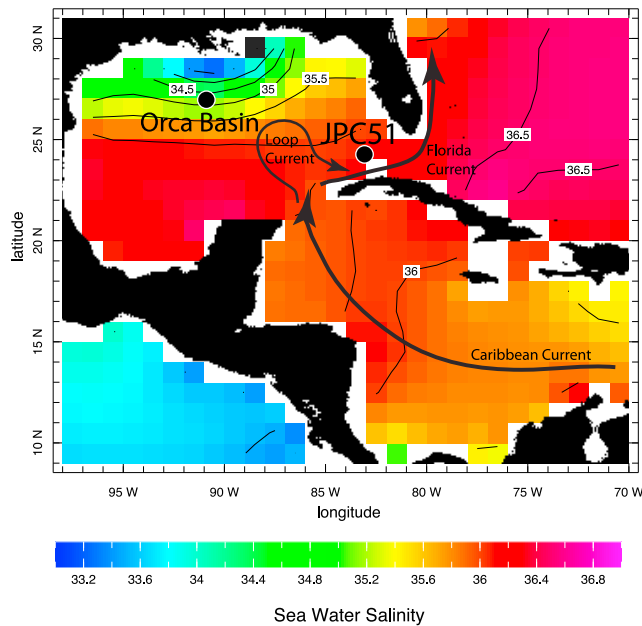 30 N
25 N
20 N
15 N
10 N
latitude
34.5
35
35.5
36.5
36.5
36
Orca Basin
JPC51
Loop
Current
Florida
Current
Caribbean Current
95 W
90 W
85 W
80 W
75 W
70 W
longitude
33.2
33.6
34
34.4
34.8
35.2
35.6
36
36.4
36.8
Sea Water Salinity